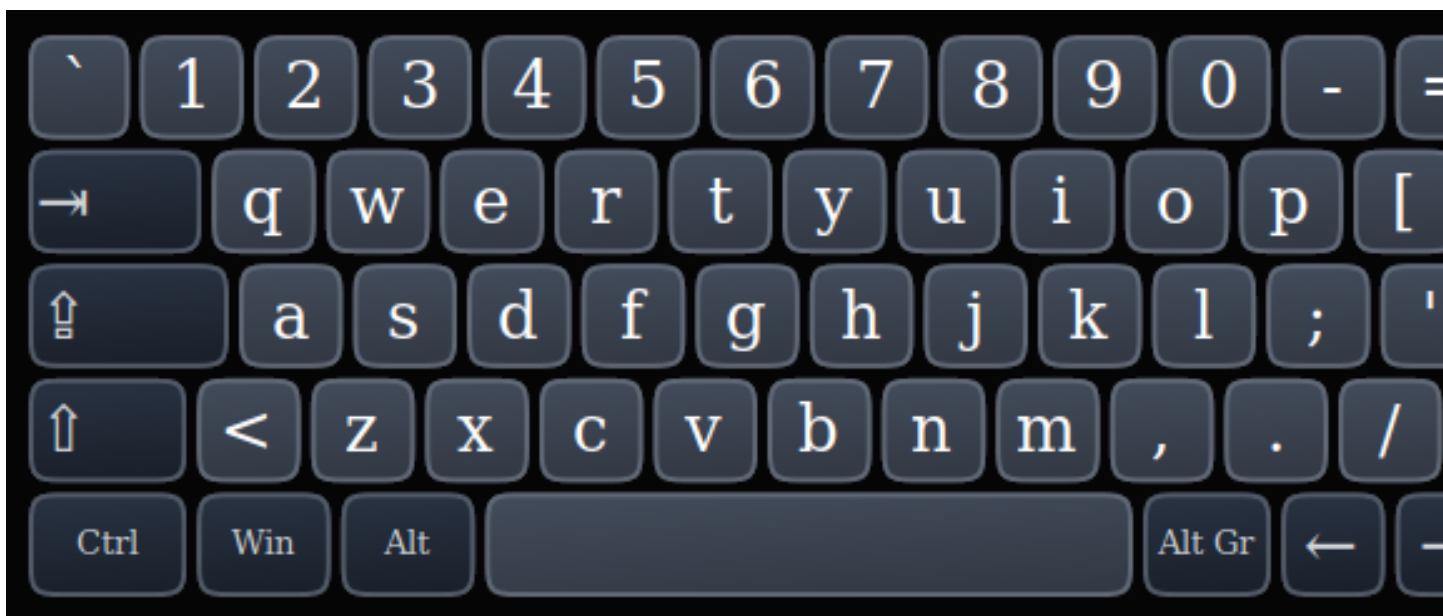 ` 1 2 3 4 5 6 7 8 9 0 - =
⇥ q w e r t y u i o p [
⇪ a s d f g h j k l ; '
⇧ < z x c v b n m , . /
Ctrl Win Alt Alt Gr ←